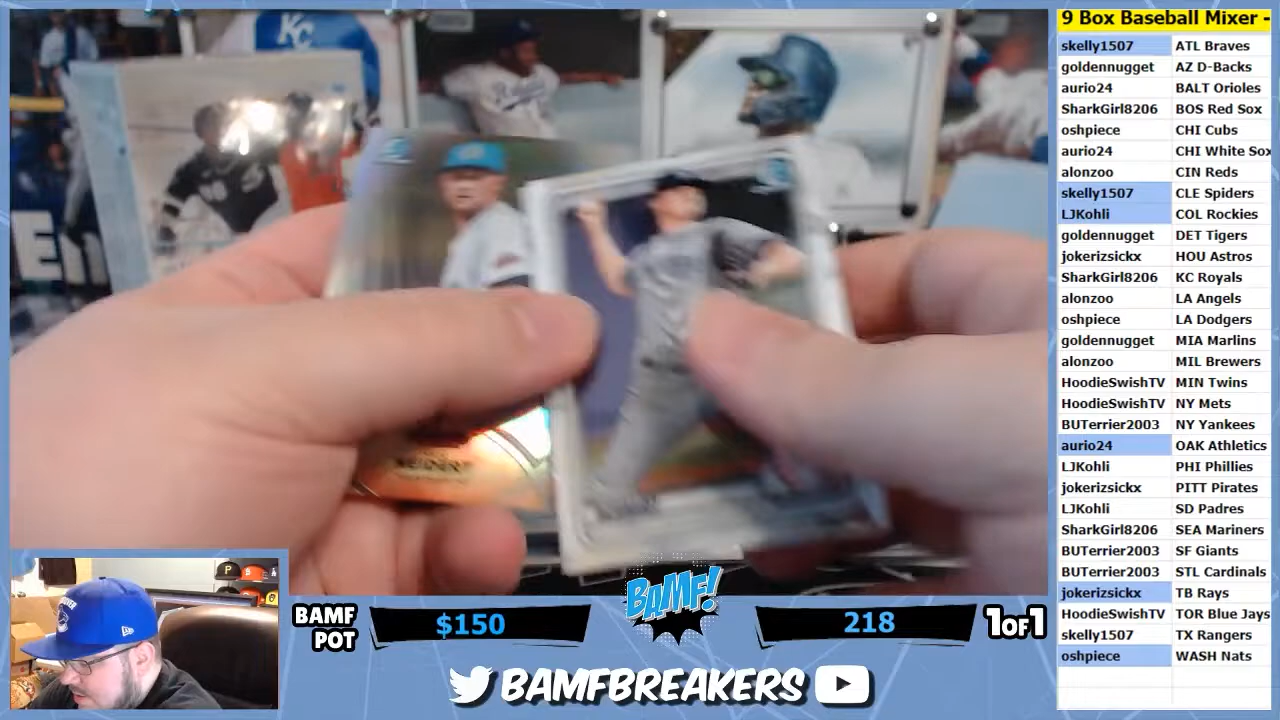 9 Box Baseball Mixer -
skelly1507 ATL Braves
goldennugget AZ D-Backs
aurio24 BALT Orioles
SharkGirl8206 BOS Red Sox
oshpiece CHI Cubs
aurio24 CHI White Sox
alonzoo CIN Reds
skelly1507 CLE Spiders
LJKohli COL Rockies
goldennugget DET Tigers
jokerizsickx HOU Astros
SharkGirl8206 KC Royals
alonzoo LA Angels
oshpiece LA Dodgers
goldennugget MIA Marlins
alonzoo MIL Brewers
HoodieSwishTV MIN Twins
HoodieSwishTV NY Mets
BUTerrier2003 NY Yankees
aurio24 OAK Athletics
LJKohli PHI Phillies
jokerizsickx PITT Pirates
LJKohli SD Padres
SharkGirl8206 SEA Mariners
BUTerrier2003 SF Giants
BUTerrier2003 STL Cardinals
jokerizsickx TB Rays
HoodieSwishTV TOR Blue Jays
skelly1507 TX Rangers
oshpiece WASH Nats
KC
BAMF POT
$150
BAMF!
218
1OF1
BAMFBREAKERS